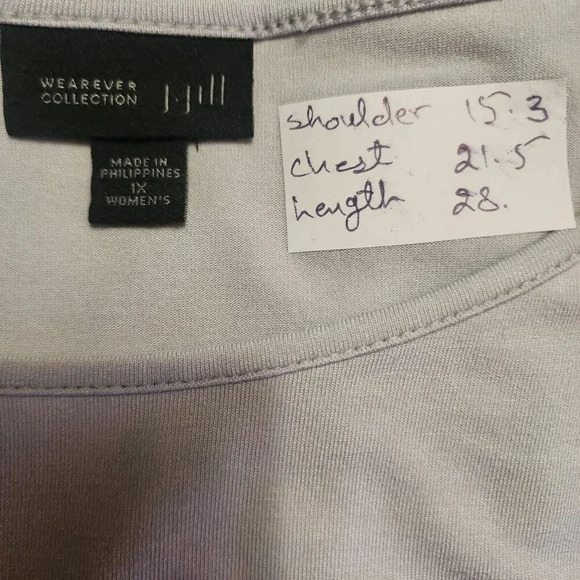 WEAREVER
COLLECTION
J.Jill
MADE IN
PHILIPPINES
1X
WOMEN'S
shoulder 15.3
chest 21.5
length 28.